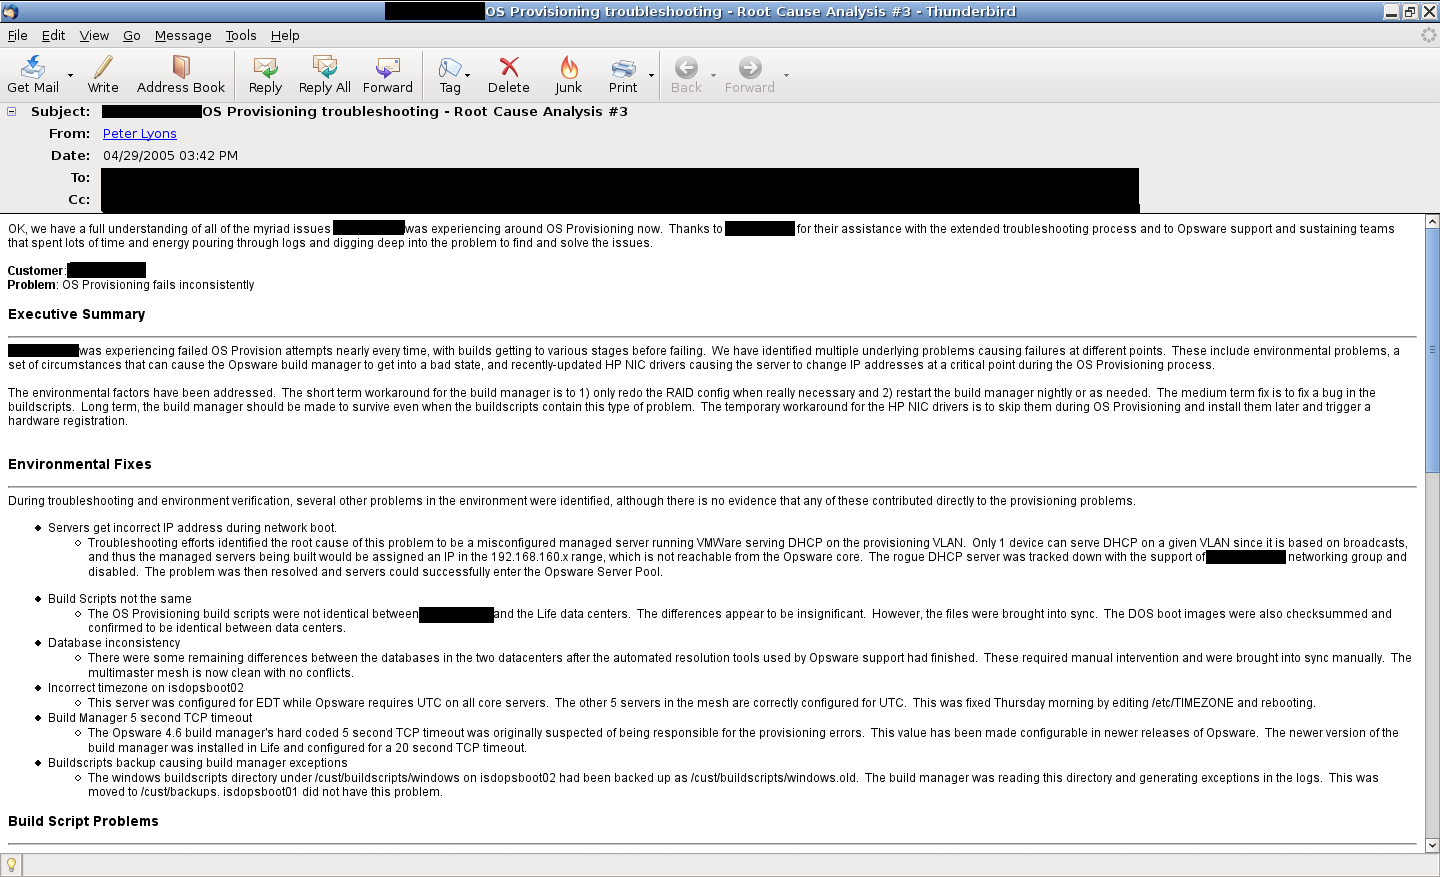 OS Provisioning troubleshooting - Root Cause Analysis #3 - Thunderbird
File Edit View Go Message Tools Help
Get Mail Write Address Book Reply Reply All Forward Tag Delete Junk Print Back Forward
Subject: OS Provisioning troubleshooting - Root Cause Analysis #3
From: Peter Lyons
Date: 04/29/2005 03:42 PM
To:
Cc:
OK, we have a full understanding of all of the myriad issues was experiencing around OS Provisioning now. Thanks to for their assistance with the extended troubleshooting process and to Opsware support and sustaining teams
that spent lots of time and energy pouring through logs and digging deep into the problem to find and solve the issues.
Customer:
Problem: OS Provisioning fails inconsistently
Executive Summary
was experiencing failed OS Provision attempts nearly every time, with builds getting to various stages before failing. We have identified multiple underlying problems causing failures at different points. These include environmental problems, a
set of circumstances that can cause the Opsware build manager to get into a bad state, and recently-updated HP NIC drivers causing the server to change IP addresses at a critical point during the OS Provisioning process.
The environmental factors have been addressed. The short term workaround for the build manager is to 1) only redo the RAID config when really necessary and 2) restart the build manager nightly or as needed. The medium term fix is to fix a bug in the
buildscripts. Long term, the build manager should be made to survive even when the buildscripts contain this type of problem. The temporary workaround for the HP NIC drivers is to skip them during OS Provisioning and install them later and trigger a
hardware registration.
Environmental Fixes
During troubleshooting and environment verification, several other problems in the environment were identified, although there is no evidence that any of these contributed directly to the provisioning problems.
Servers get incorrect IP address during network boot.
Troubleshooting efforts identified the root cause of this problem to be a misconfigured managed server running VMWare serving DHCP on the provisioning VLAN. Only 1 device can serve DHCP on a given VLAN since it is based on broadcasts,
and thus the managed servers being built would be assigned an IP in the 192.168.160.x range, which is not reachable from the Opsware core. The rogue DHCP server was tracked down with the support of networking group and
disabled. The problem was then resolved and servers could successfully enter the Opsware Server Pool.
Build Scripts not the same
The OS Provisioning build scripts were not identical between and the Life data centers. The differences appear to be insignificant. However, the files were brought into sync. The DOS boot images were also checksummed and
confirmed to be identical between data centers.
Database inconsistency
There were some remaining differences between the databases in the two datacenters after the automated resolution tools used by Opsware support had finished. These required manual intervention and were brought into sync manually. The
multimaster mesh is now clean with no conflicts.
Incorrect timezone on isdopsboot02
This server was configured for EDT while Opsware requires UTC on all core servers. The other 5 servers in the mesh are correctly configured for UTC. This was fixed Thursday morning by editing /etc/TIMEZONE and rebooting.
Build Manager 5 second TCP timeout
The Opsware 4.6 build manager's hard coded 5 second TCP timeout was originally suspected of being responsible for the provisioning errors. This value has been made configurable in newer releases of Opsware. The newer version of the
build manager was installed in Life and configured for a 20 second TCP timeout.
Buildscripts backup causing build manager exceptions
The windows buildscripts directory under /cust/buildscripts/windows on isdopsboot02 had been backed up as /cust/buildscripts/windows.old. The build manager was reading this directory and generating exceptions in the logs. This was
moved to /cust/backups. isdopsboot01 did not have this problem.
Build Script Problems